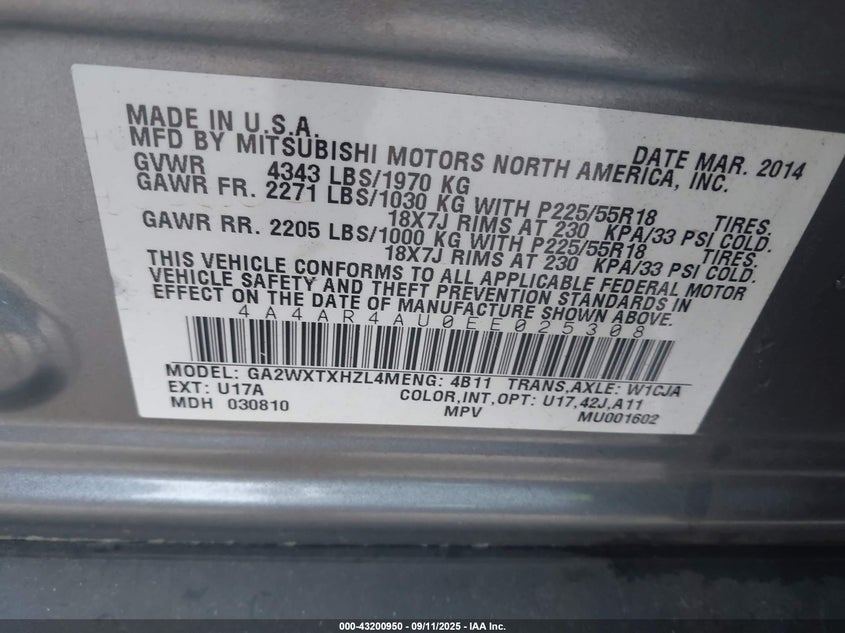 MADE IN U.S.A.
MFD BY MITSUBISHI MOTORS NORTH AMERICA, INC.
DATE MAR. 2014
GVWR 4343 LBS/1970 KG
GAWR FR. 2271 LBS/1030 KG WITH P225/55R18 TIRES.
18X7J RIMS AT 230 KPA/33 PSI COLD.
GAWR RR. 2205 LBS/1000 KG WITH P225/55R18 TIRES.
18X7J RIMS AT 230 KPA/33 PSI COLD.
THIS VEHICLE CONFORMS TO ALL APPLICABLE FEDERAL MOTOR
VEHICLE SAFETY AND THEFT PREVENTION STANDARDS IN
EFFECT ON THE DATE OF MANUFACTURE SHOWN ABOVE.
4A4AR4AU0EE025308
MODEL: GA2WXTXHZL4MENG: 4B11 TRANS.AXLE: W1CJA
EXT: U17A COLOR,INT,OPT: U17,42J,A11
MDH 030810 MPV MU001602
000-43200950 - 09/11/2025 - IAA Inc.